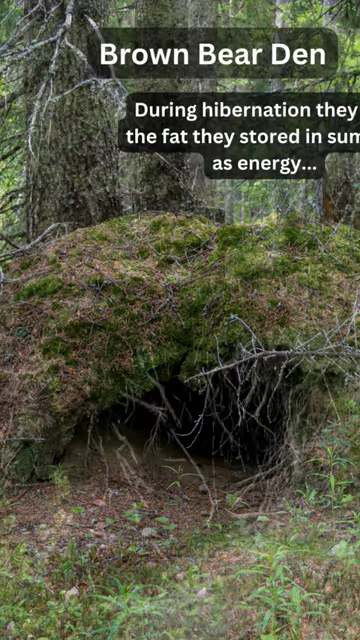 Brown Bear Den
During hibernation they
the fat they stored in sum
as energy...